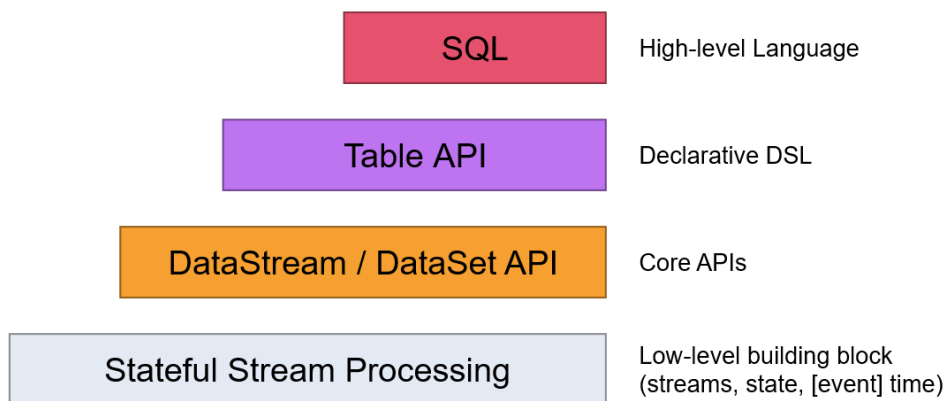 SQL
High-level Language
Table API
Declarative DSL
DataStream / DataSet API
Core APIs
Stateful Stream Processing
Low-level building block
(streams, state, [event] time)